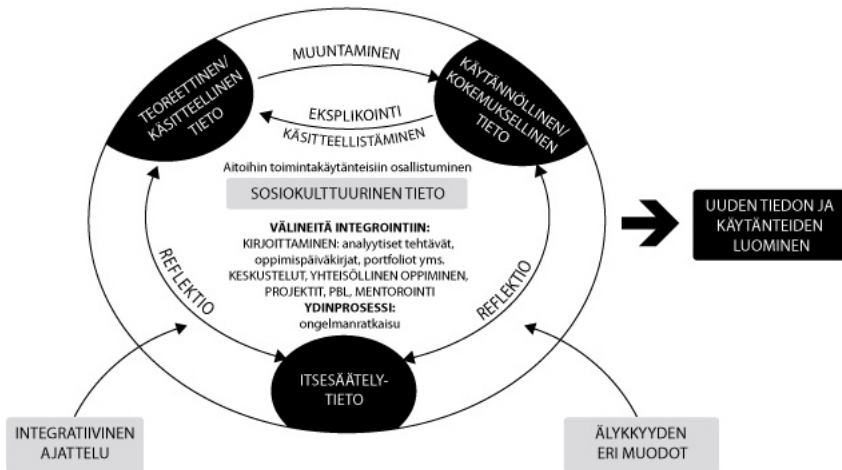 TEOREETTINEN/
KÄSITTEELLINEN
TIETO
MUUNTAMINEN
KÄYTÄNNÖLLINEN/
KOKEMUKSELLINEN
TIETO
EKSPLIKOINTI
KÄSITTEELLISTÄMINEN
Aitoihin toimintakäytänteisiin osallistuminen
SOSIOKULTTUURINEN TIETO
VÄLINEITÄ INTEGROINTIIN:
KIRJOITTAMINEN: analyytiset tehtävät,
oppimispäiväkirjat, portfoliot yms.
KESKUSTELUT, YHTEISÖLLINEN OPPIMINEN,
PROJEKTIT, PBL, MENTOROINTI
YDINPROSESSI:
ongelmanratkaisu
REFLEKTIO
REFLEKTIO
ITSESÄÄTELY-
TIETO
UUDEN TIEDON JA
KÄYTÄNTEIDEN
LUOMINEN
INTEGRATIIVINEN
AJATTELU
ÄLYKKYYDEN
ERI MUODOT